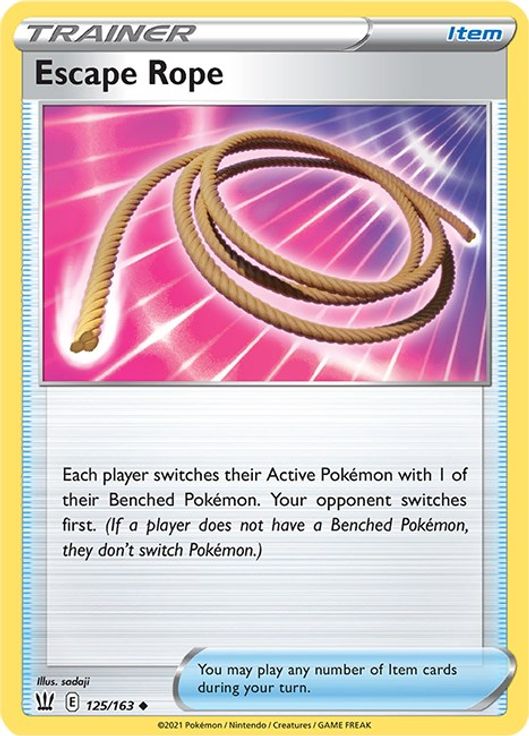 TRAINER Item
Escape Rope
Each player switches their Active Pokémon with 1 of
their Benched Pokémon. Your opponent switches
first. (If a player does not have a Benched Pokémon,
they don't switch Pokémon.)
Illus. sadaji
You may play any number of Item cards
during your turn.
E 125/163
©2021 Pokémon / Nintendo / Creatures / GAME FREAK